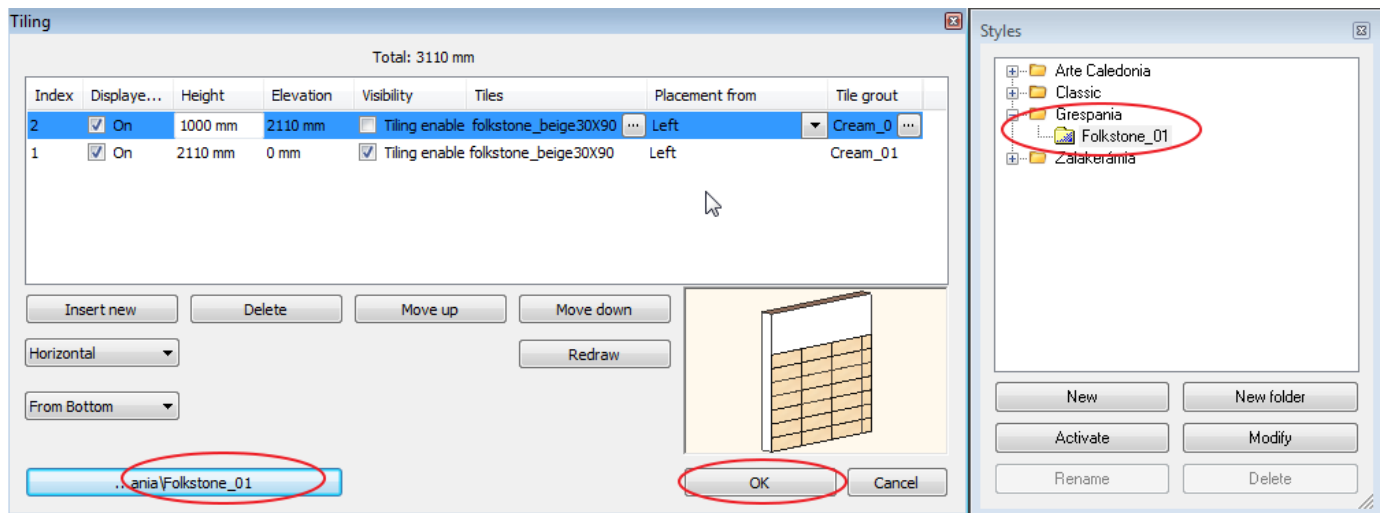 Tiling
Total: 3110 mm
Index Displaye... Height Elevation Visibility Tiles Placement from Tile grout
2 On 1000 mm 2110 mm Tiling enable folkstone_beige30X90 ... Left Cream_0 ...
1 On 2110 mm 0 mm Tiling enable folkstone_beige30X90 Left Cream_01
Insert new Delete Move up Move down
Horizontal Redraw
From Bottom
...ania\Folkstone_01 OK Cancel
Styles
Arte Caledonia
Classic
Grespania
Folkstone_01
Zalakerámia
New New folder
Activate Modify
Rename Delete